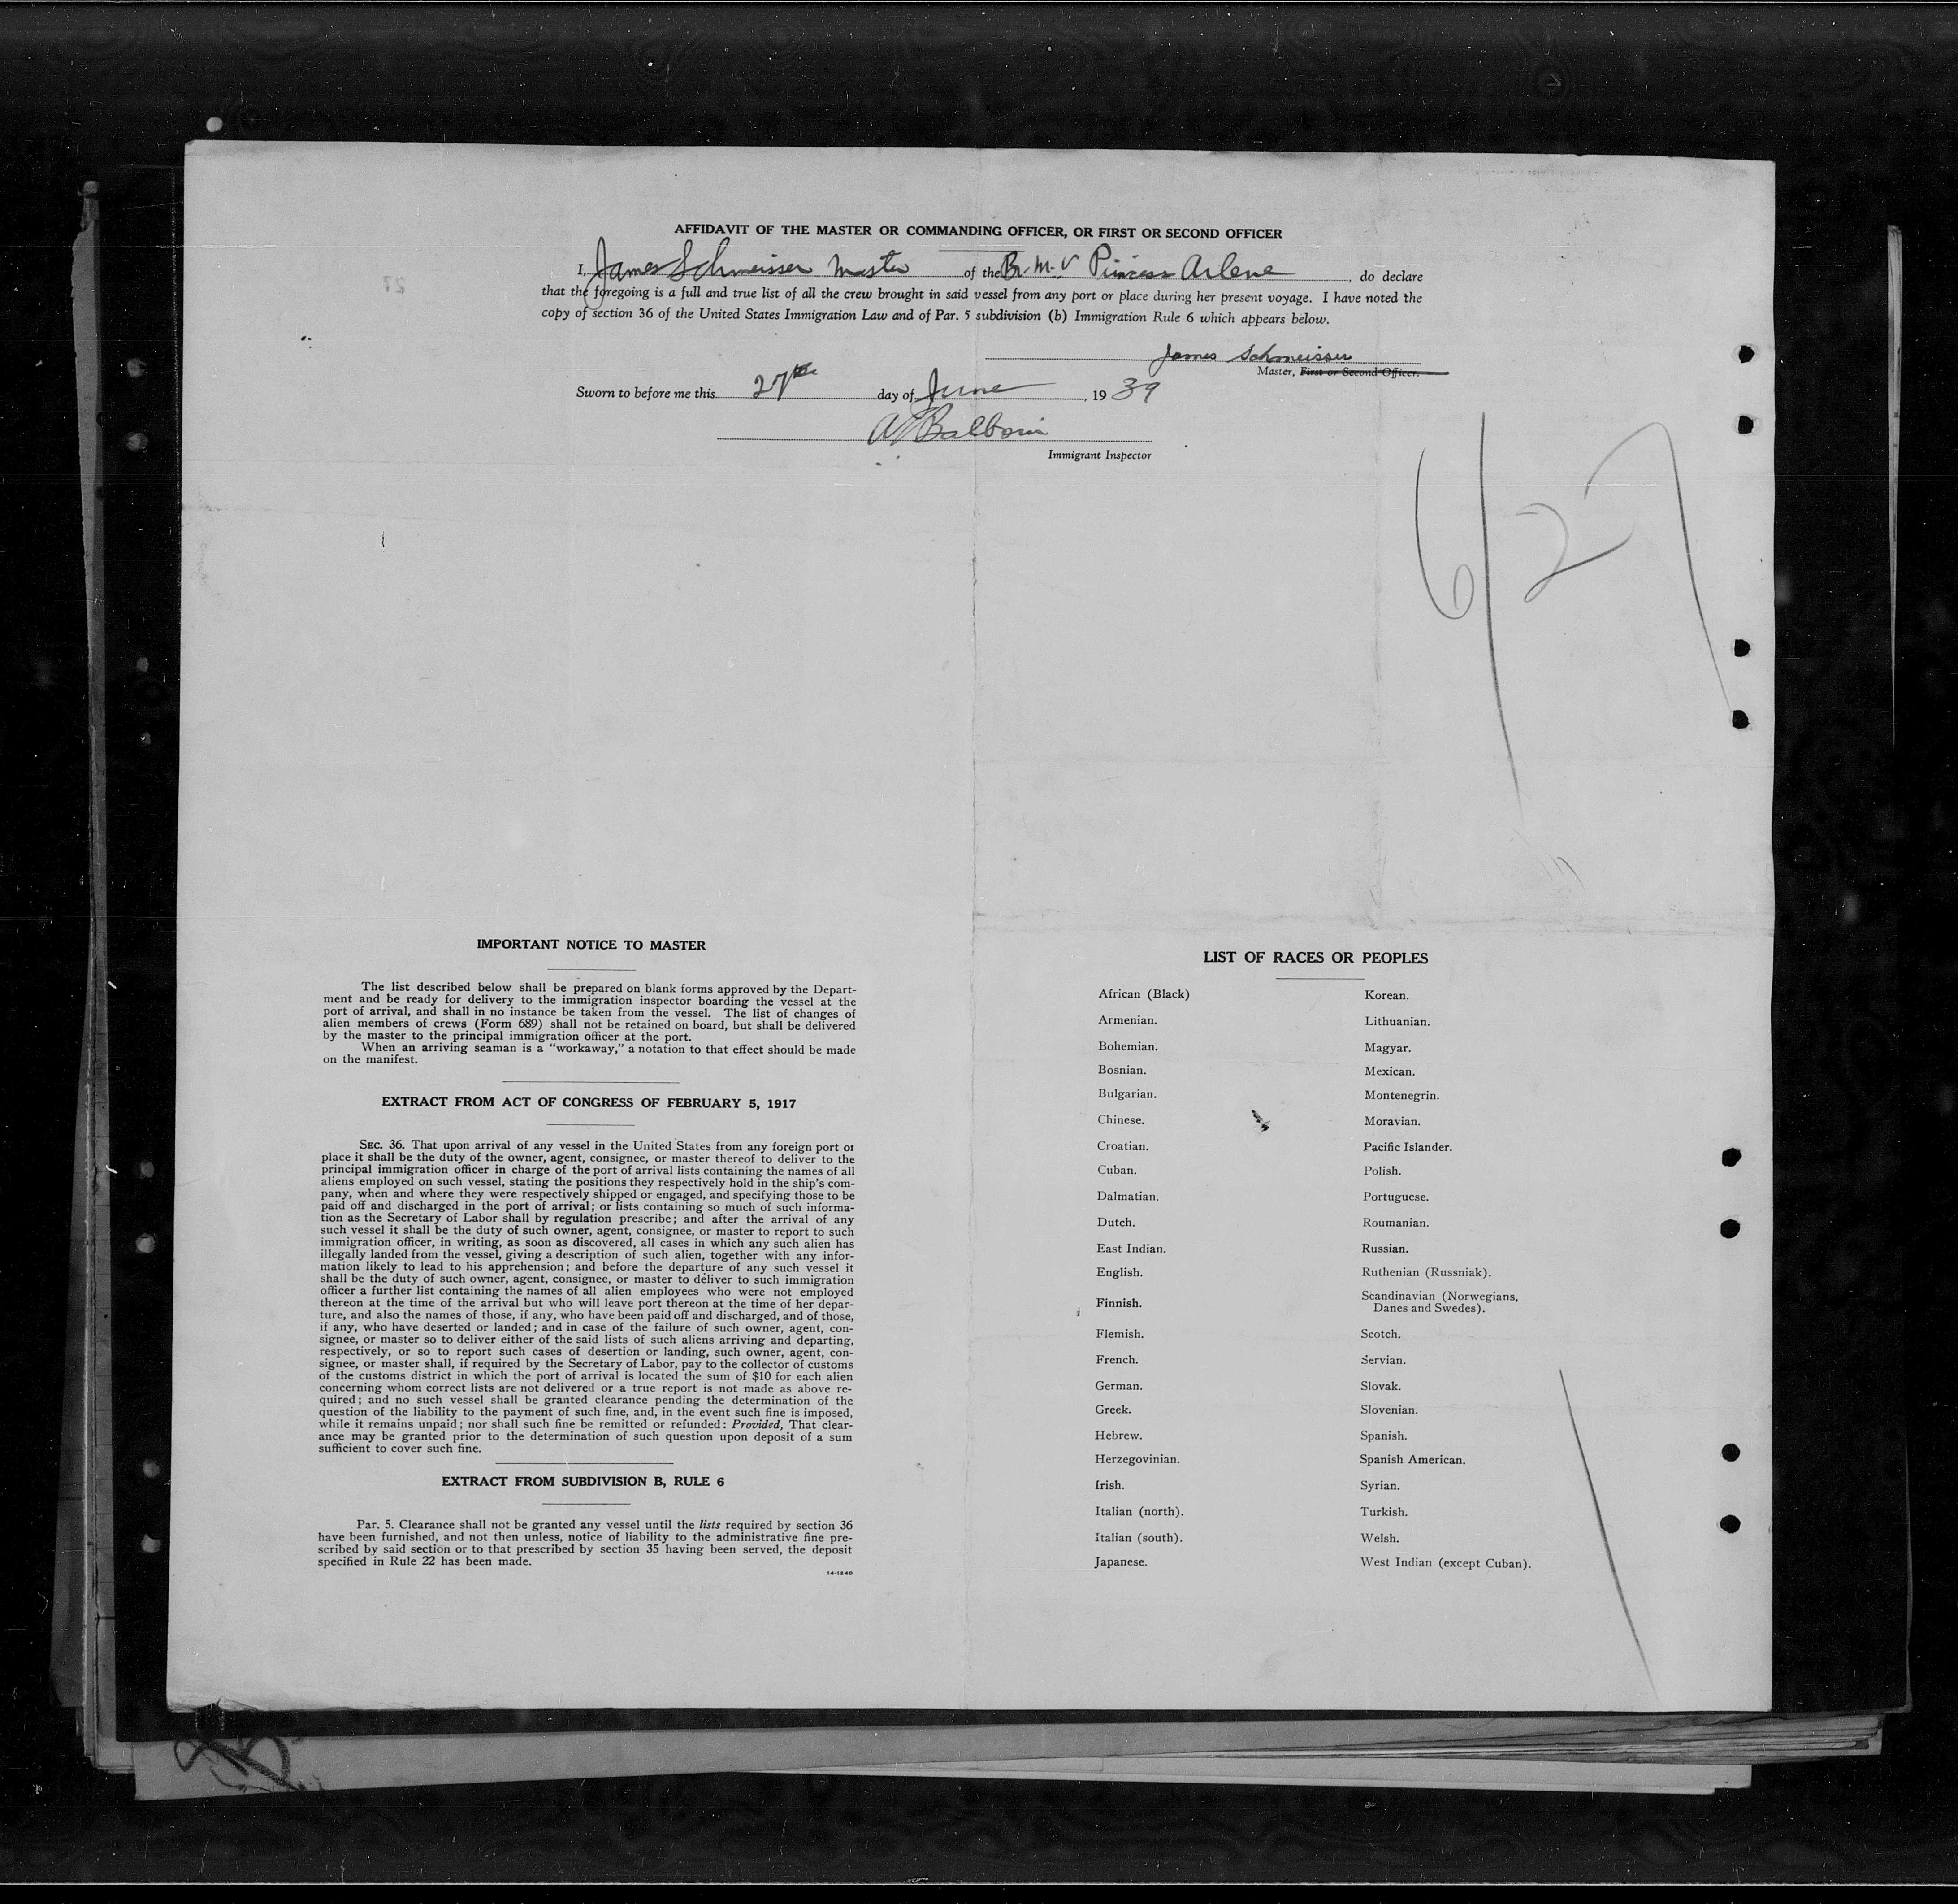 AFFIDAVIT OF THE MASTER OR COMMANDING OFFICER, OR FIRST OR SECOND OFFICER
I, James Schmeisser Master of the Br. M. V Princess Arlene, do declare
that the foregoing is a full and true list of all the crew brought in said vessel from any port or place during her present voyage. I have noted the
copy of section 36 of the United States Immigration Law and of Par. 5 subdivision (b) Immigration Rule 6 which appears below.
James Schmeisser
Master, First or Second Officer.
Sworn to before me this 27th day of June, 1939
Immigrant Inspector
6/27
27
IMPORTANT NOTICE TO MASTER
The list described below shall be prepared on blank forms approved by the Depart-
ment and be ready for delivery to the immigration inspector boarding the vessel at the
port of arrival, and shall in no instance be taken from the vessel. The list of changes of
alien members of crews (Form 689) shall not be retained on board, but shall be delivered
by the master to the principal immigration officer at the port.
When an arriving seaman is a “workaway,” a notation to that effect should be made
on the manifest.
EXTRACT FROM ACT OF CONGRESS OF FEBRUARY 5, 1917
SEC. 36. That upon arrival of any vessel in the United States from any foreign port or
place it shall be the duty of the owner, agent, consignee, or master thereof to deliver to the
principal immigration officer in charge of the port of arrival lists containing the names of all
aliens employed on such vessel, stating the positions they respectively hold in the ship's com-
pany, when and where they were respectively shipped or engaged, and specifying those to be
paid off and discharged in the port of arrival; or lists containing so much of such informa-
tion as the Secretary of Labor shall by regulation prescribe; and after the arrival of any
such vessel it shall be the duty of such owner, agent, consignee, or master to report to such
immigration officer, in writing, as soon as discovered, all cases in which any such alien has
illegally landed from the vessel, giving a description of such alien, together with any infor-
mation likely to lead to his apprehension; and before the departure of any such vessel it
shall be the duty of such owner, agent, consignee, or master to deliver to such immigration
officer a further list containing the names of all alien employees who were not employed
thereon at the time of the arrival but who will leave port thereon at the time of her depar-
ture, and also the names of those, if any, who have been paid off and discharged, and of those,
if any, who have deserted or landed; and in case of the failure of such owner, agent, con-
signee, or master so to deliver either of the said lists of such aliens arriving and departing,
respectively, or so to report such cases of desertion or landing, such owner, agent, con-
signee, or master shall, if required by the Secretary of Labor, pay to the collector of customs
of the customs district in which the port of arrival is located the sum of $10 for each alien
concerning whom correct lists are not delivered or a true report is not made as above re-
quired; and no such vessel shall be granted clearance pending the determination of the
question of the liability to the payment of such fine, and, in the event such fine is imposed,
while it remains unpaid; nor shall such fine be remitted or refunded: Provided, That clear-
ance may be granted prior to the determination of such question upon deposit of a sum
sufficient to cover such fine.
EXTRACT FROM SUBDIVISION B, RULE 6
Par. 5. Clearance shall not be granted any vessel until the lists required by section 36
have been furnished, and not then unless, notice of liability to the administrative fine pre-
scribed by said section or to that prescribed by section 35 having been served, the deposit
specified in Rule 22 has been made.
14-1240
LIST OF RACES OR PEOPLES
African (Black)
Armenian.
Bohemian.
Bosnian.
Bulgarian.
Chinese.
Croatian.
Cuban.
Dalmatian.
Dutch.
East Indian.
English.
Finnish.
Flemish.
French.
German.
Greek.
Hebrew.
Herzegovinian.
Irish.
Italian (north).
Italian (south).
Japanese.
Korean.
Lithuanian.
Magyar.
Mexican.
Montenegrin.
Moravian.
Pacific Islander.
Polish.
Portuguese.
Roumanian.
Russian.
Ruthenian (Russniak).
Scandinavian (Norwegians,
Danes and Swedes).
Scotch.
Servian.
Slovak.
Slovenian.
Spanish.
Spanish American.
Syrian.
Turkish.
Welsh.
West Indian (except Cuban).